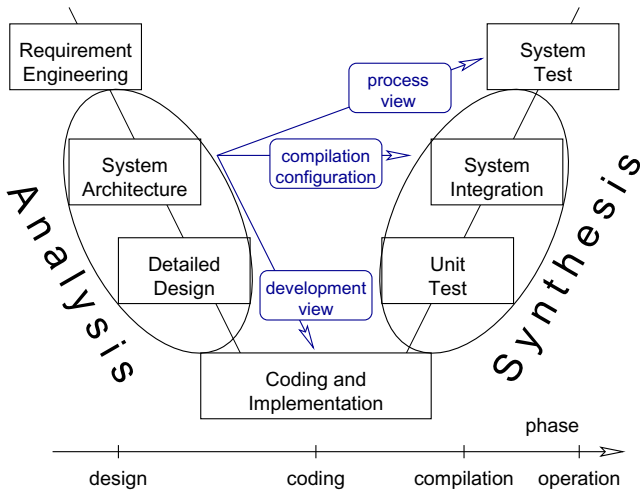 Requirement
Engineering
System
Test
process
view
System
Architecture
compilation
configuration
System
Integration
Analysis
Synthesis
Detailed
Design
development
view
Unit
Test
Coding and
Implementation
phase
design
coding
compilation
operation